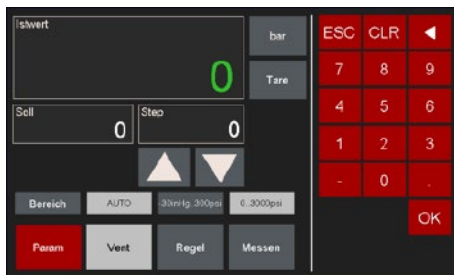 Istwert
bar
0
Tare
Soll
0
Step
0
Bereich
AUTO
-30inHg..300psi
0..3000psi
Param
Vent
Regel
Messen
ESC CLR
7 8 9
4 5 6
1 2 3
- 0 .
OK